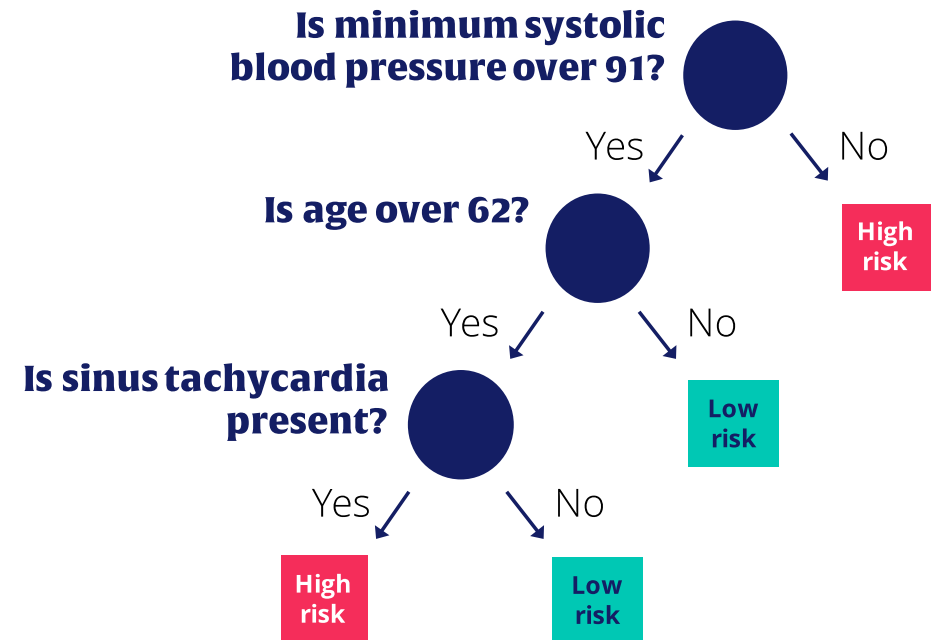 Is minimum systolic
blood pressure over 91?
Yes
No
Is age over 62?
High
risk
Yes
No
Is sinus tachycardia
present?
Low
risk
Yes
No
High
risk
Low
risk